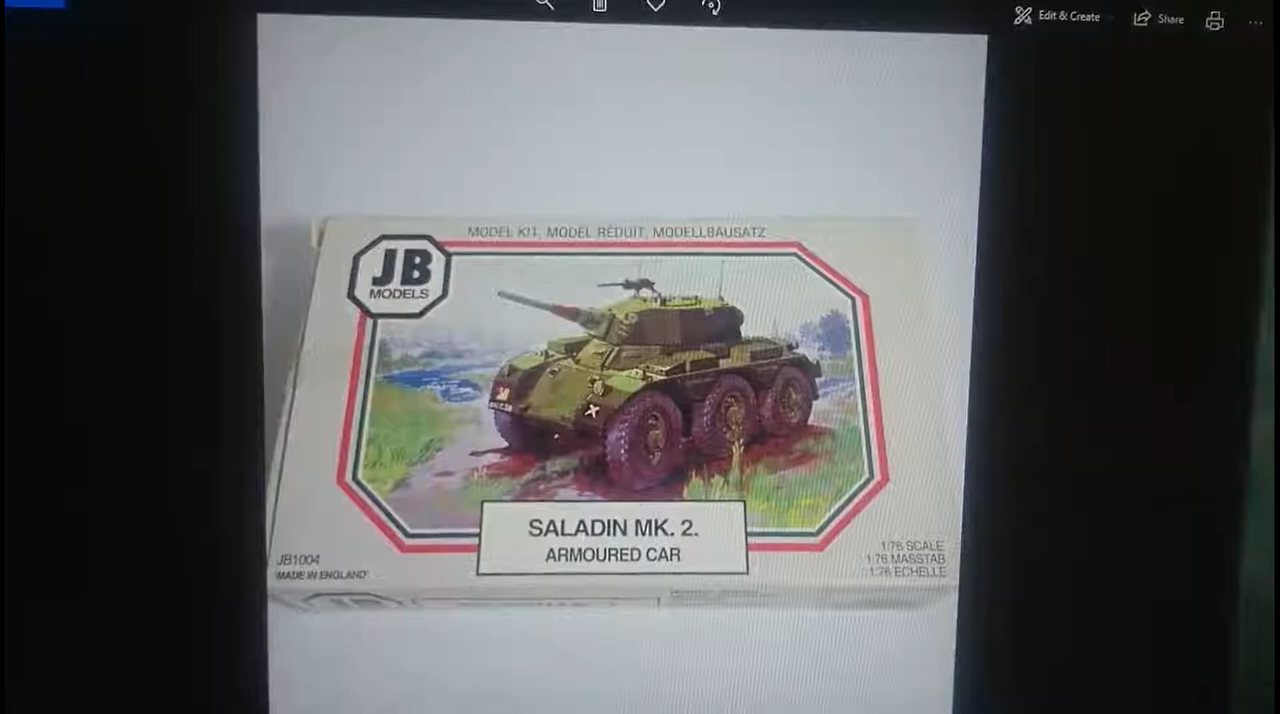 Edit & Create
Share
MODEL KIT, MODEL RÉDUIT, MODELLBAUSATZ
JB
MODELS
SALADIN MK. 2.
ARMOURED CAR
JB1004
MADE IN ENGLAND
1:76 SCALE
1:76 MASSTAB
1:76 ECHELLE